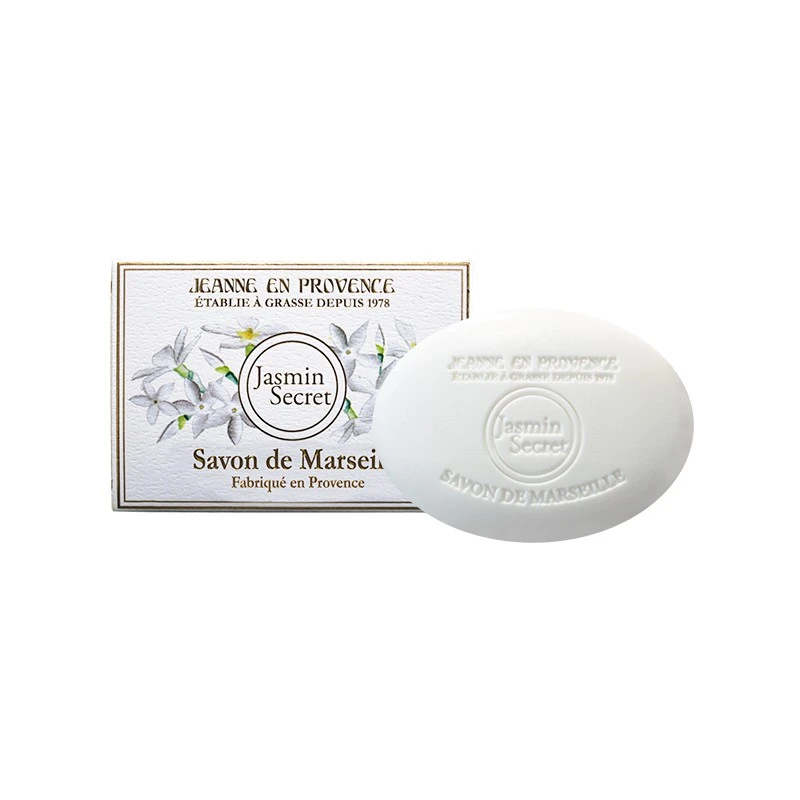 JEANNE EN PROVENCE
ÉTABLIE À GRASSE DEPUIS 1978
Jasmin
Secret
Savon de Marseil
Fabriqué en Provence
JEANNE EN PROVENCE
ÉTABLIE À GRASSE DEPUIS 1978
Jasmin
Secret
SAVON DE MARSEILLE